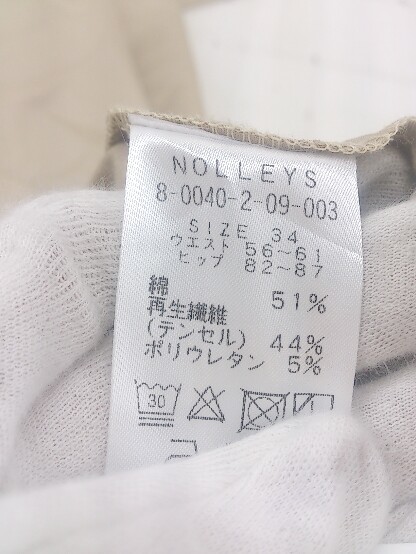 NOLLEYS
8-0040-2-09-003
SIZE 34
ウエスト 56～61
ヒップ 82～87
綿 51%
再生繊維
(テンセル) 44%
ポリウレタン 5%
30